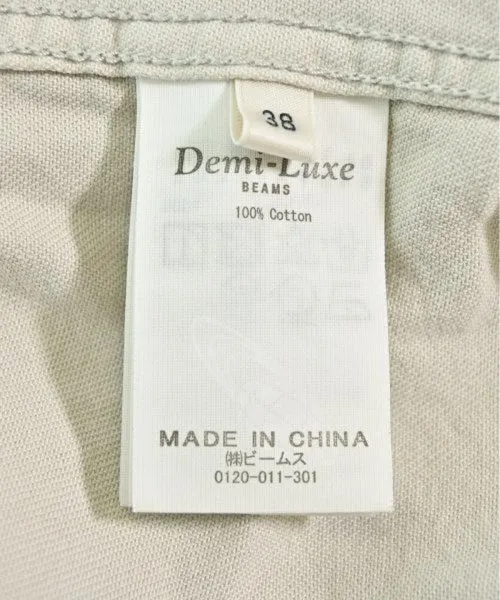 38
Demi-Luxe
BEAMS
100% Cotton
MADE IN CHINA
㈱ビームス
0120-011-301